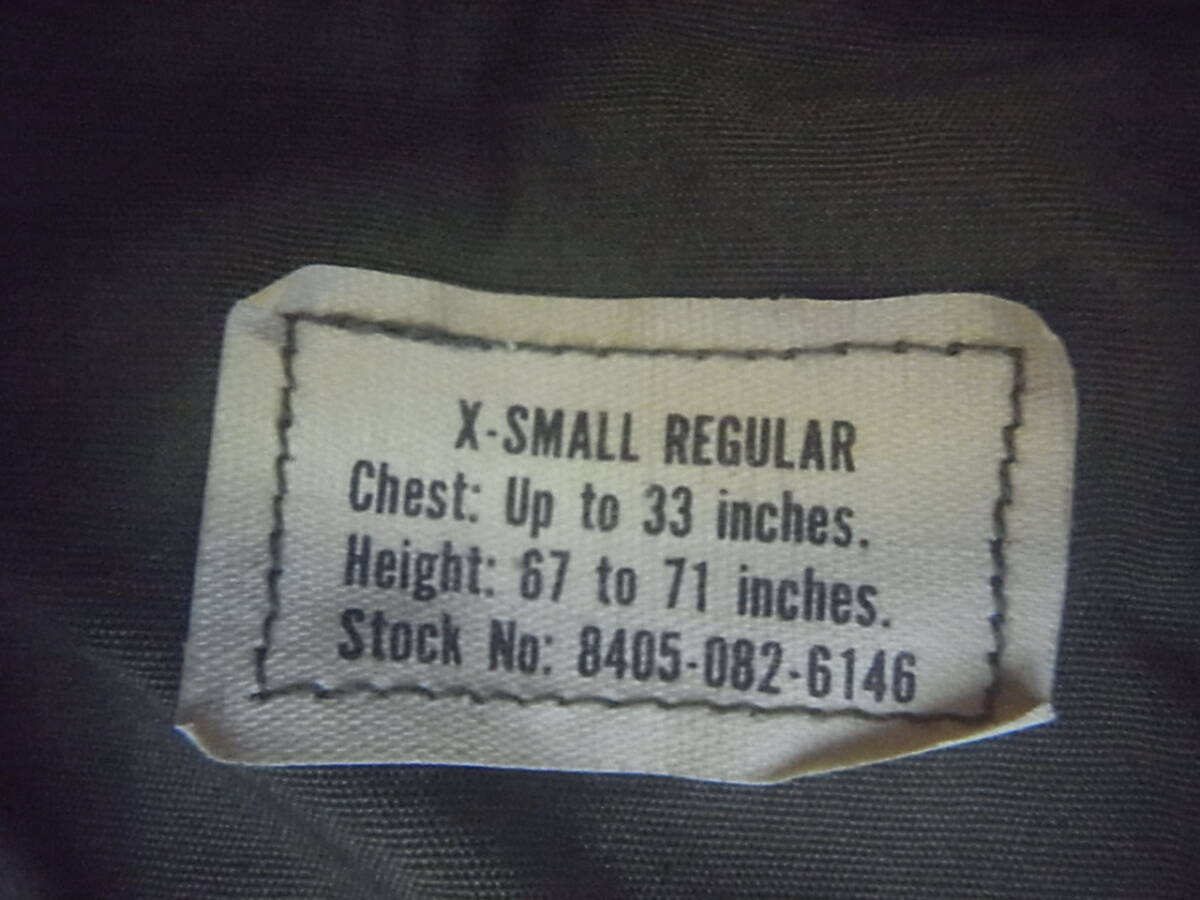 X-SMALL REGULAR
Chest: Up to 33 inches.
Height: 67 to 71 inches.
Stock No: 8405-082-6146